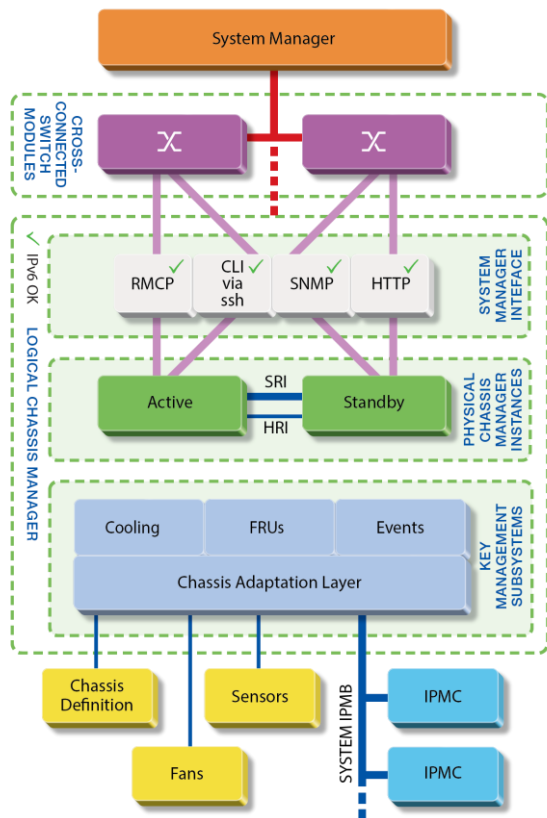 System Manager
CROSS-
CONNECTED
SWITCH
MODULES
✓ IPv6 OK
LOGICAL CHASSIS MANAGER
RMCP ✓
CLI ✓
via
ssh
SNMP ✓
HTTP ✓
SYSTEM
MANAGER
INTEFACE
Active
SRI
HRI
Standby
PHYSICAL
CHASSIS
MANAGER
INSTANCES
Cooling
FRUs
Events
Chassis Adaptation Layer
KEY
MANAGEMENT
SUBSYSTEMS
Chassis
Definition
Fans
Sensors
SYSTEM IPMB
IPMC
IPMC